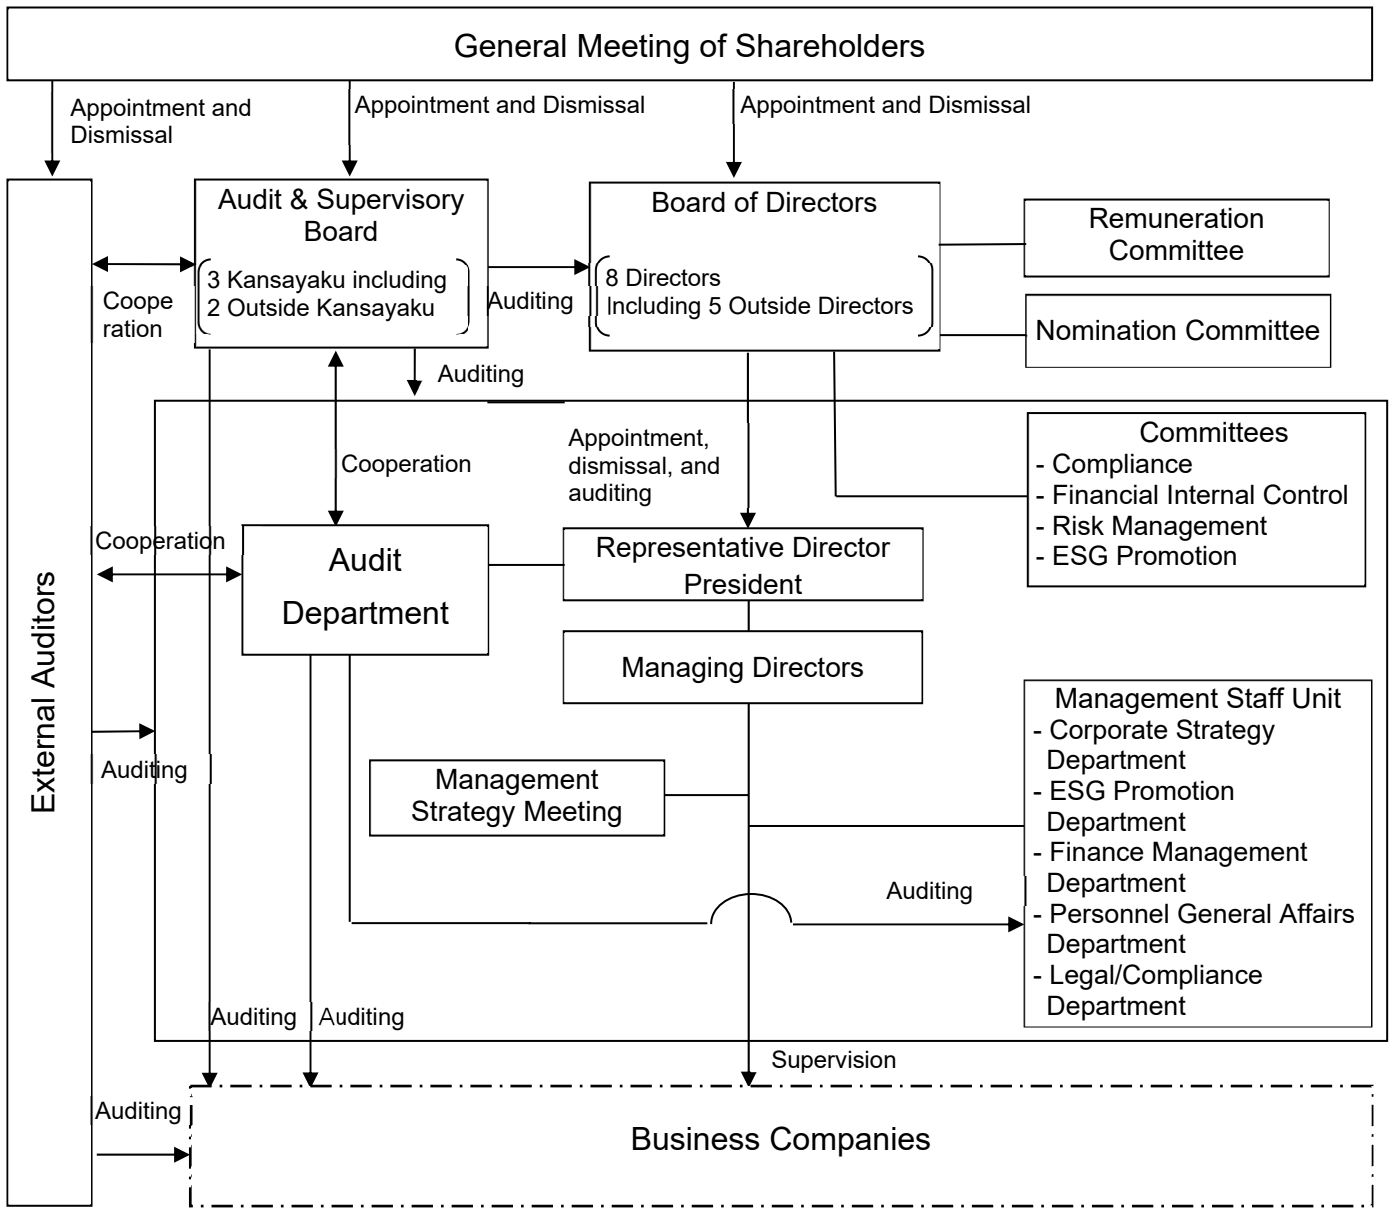 General Meeting of Shareholders
Appointment and
Dismissal
Appointment and Dismissal
Appointment and Dismissal
Audit & Supervisory
Board
3 Kansayaku including
2 Outside Kansayaku
Board of Directors
8 Directors
Including 5 Outside Directors
Remuneration
Committee
Nomination Committee
Coope
ration
Auditing
Auditing
Cooperation
Appointment,
dismissal, and
auditing
Committees
- Compliance
- Financial Internal Control
- Risk Management
- ESG Promotion
Cooperation
Audit
Department
Representative Director
President
Managing Directors
External Auditors
Auditing
Management
Strategy Meeting
Management Staff Unit
- Corporate Strategy
Department
- ESG Promotion
Department
- Finance Management
Department
- Personnel General Affairs
Department
- Legal/Compliance
Department
Auditing
Auditing
Auditing
Supervision
Auditing
Business Companies